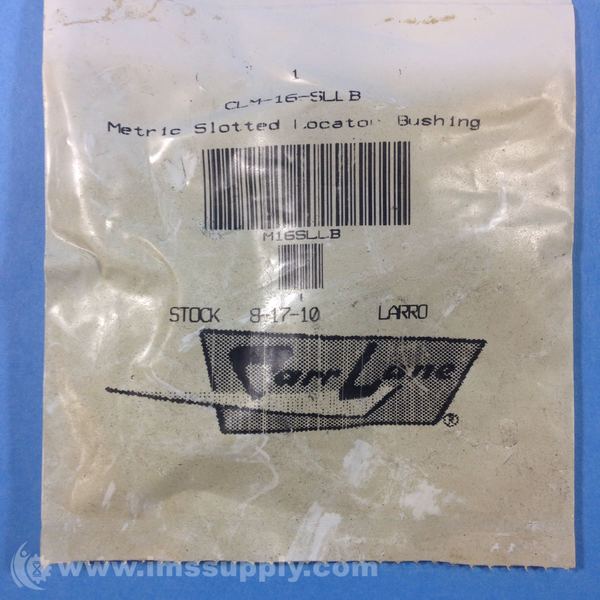 1
CLM-16-SLLB
Metric Slotted Locator Bushing
M16SLLB
1
STOCK 8-17-10 LARRO
Carr Lane ®
www.imssupply.com